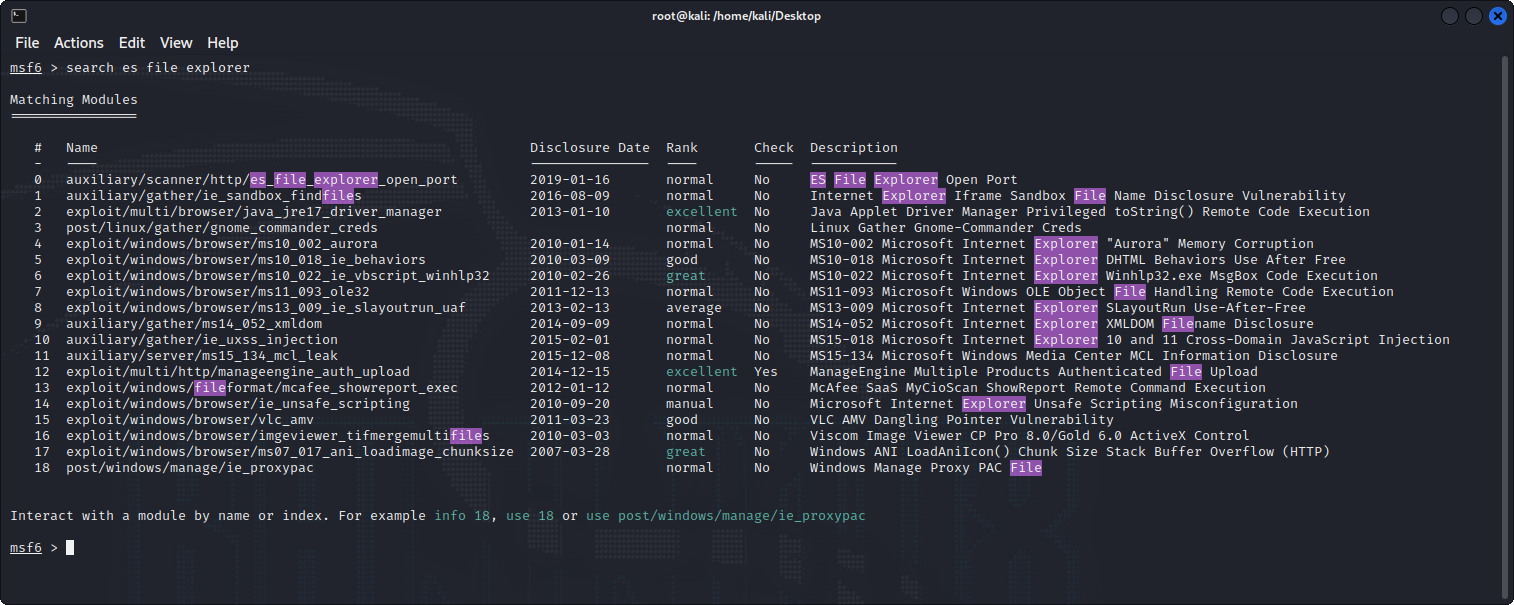 root@kali: /home/kali/Desktop
File Actions Edit View Help
msf6 > search es file explorer
Matching Modules
================
# Name Disclosure Date Rank Check Description
- ---- --------------- ---- ----- -----------
0 auxiliary/scanner/http/es_file_explorer_open_port 2019-01-16 normal No ES File Explorer Open Port
1 auxiliary/gather/ie_sandbox_findfiles 2016-08-09 normal No Internet Explorer Iframe Sandbox File Name Disclosure Vulnerability
2 exploit/multi/browser/java_jre17_driver_manager 2013-01-10 excellent No Java Applet Driver Manager Privileged toString() Remote Code Execution
3 post/linux/gather/gnome_commander_creds normal No Linux Gather Gnome-Commander Creds
4 exploit/windows/browser/ms10_002_aurora 2010-01-14 normal No MS10-002 Microsoft Internet Explorer "Aurora" Memory Corruption
5 exploit/windows/browser/ms10_018_ie_behaviors 2010-03-09 good No MS10-018 Microsoft Internet Explorer DHTML Behaviors Use After Free
6 exploit/windows/browser/ms10_022_ie_vbscript_winhlp32 2010-02-26 great No MS10-022 Microsoft Internet Explorer Winhlp32.exe MsgBox Code Execution
7 exploit/windows/browser/ms11_093_ole32 2011-12-13 normal No MS11-093 Microsoft Windows OLE Object File Handling Remote Code Execution
8 exploit/windows/browser/ms13_009_ie_slayoutrun_uaf 2013-02-13 average No MS13-009 Microsoft Internet Explorer SLayoutRun Use-After-Free
9 auxiliary/gather/ms14_052_xmldom 2014-09-09 normal No MS14-052 Microsoft Internet Explorer XMLDOM Filename Disclosure
10 auxiliary/gather/ie_uxss_injection 2015-02-01 normal No MS15-018 Microsoft Internet Explorer 10 and 11 Cross-Domain JavaScript Injection
11 auxiliary/server/ms15_134_mcl_leak 2015-12-08 normal No MS15-134 Microsoft Windows Media Center MCL Information Disclosure
12 exploit/multi/http/manageengine_auth_upload 2014-12-15 excellent Yes ManageEngine Multiple Products Authenticated File Upload
13 exploit/windows/fileformat/mcafee_showreport_exec 2012-01-12 normal No McAfee SaaS MyCioScan ShowReport Remote Command Execution
14 exploit/windows/browser/ie_unsafe_scripting 2010-09-20 manual No Microsoft Internet Explorer Unsafe Scripting Misconfiguration
15 exploit/windows/browser/vlc_amv 2011-03-23 good No VLC AMV Dangling Pointer Vulnerability
16 exploit/windows/browser/imgeviewer_tifmergemultifiles 2010-03-03 normal No Viscom Image Viewer CP Pro 8.0/Gold 6.0 ActiveX Control
17 exploit/windows/browser/ms07_017_ani_loadimage_chunksize 2007-03-28 great No Windows ANI LoadAniIcon() Chunk Size Stack Buffer Overflow (HTTP)
18 post/windows/manage/ie_proxypac normal No Windows Manage Proxy PAC File
Interact with a module by name or index. For example info 18, use 18 or use post/windows/manage/ie_proxypac
msf6 >